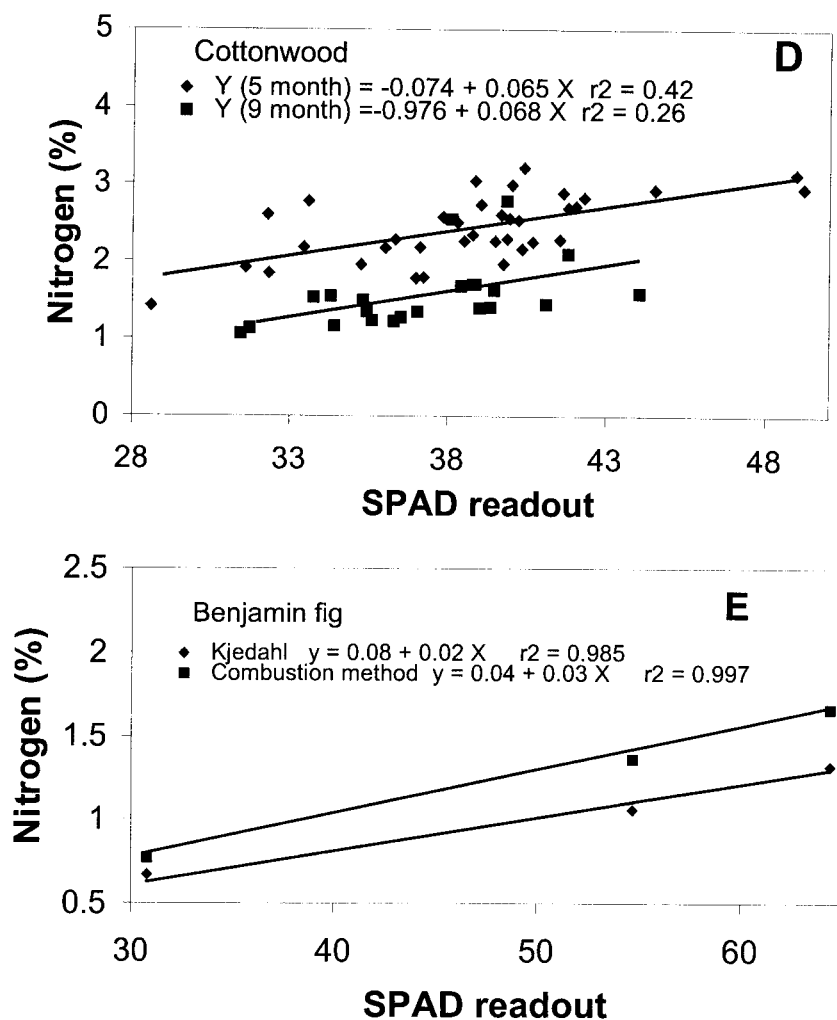 5
Cottonwood
D
Y (5 month) = -0.074 + 0.065 X r2 = 0.42
4
Y (9 month) =-0.976 + 0.068 X r2 = 0.26
3
2
1
0
Nitrogen (%)
28 33 38 43 48
SPAD readout
2.5
Benjamin fig
E
2
Kjedahl y = 0.08 + 0.02 X r2 = 0.985
Combustion method y = 0.04 + 0.03 X r2 = 0.997
1.5
1
0.5
Nitrogen (%)
30 40 50 60
SPAD readout